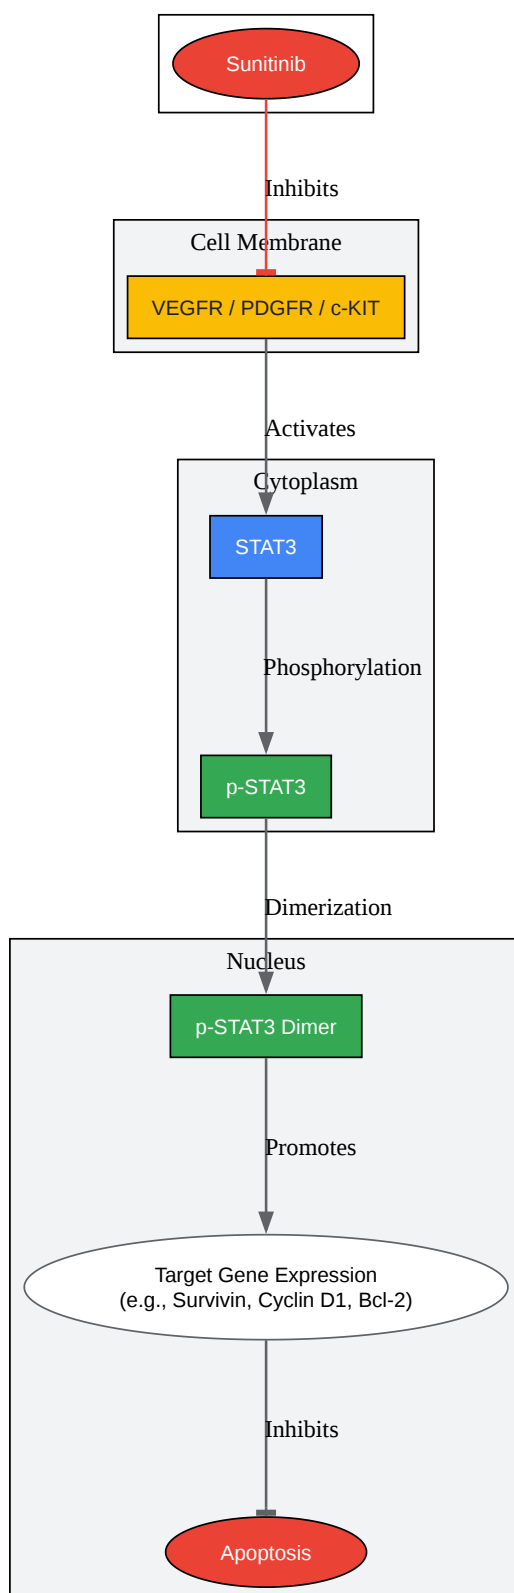 Sunitinib
Inhibits
Cell Membrane
VEGFR / PDGFR / c-KIT
Activates
Cytoplasm
STAT3
Phosphorylation
p-STAT3
Dimerization
Nucleus
p-STAT3 Dimer
Promotes
Target Gene Expression
(e.g., Survivin, Cyclin D1, Bcl-2)
Inhibits
Apoptosis